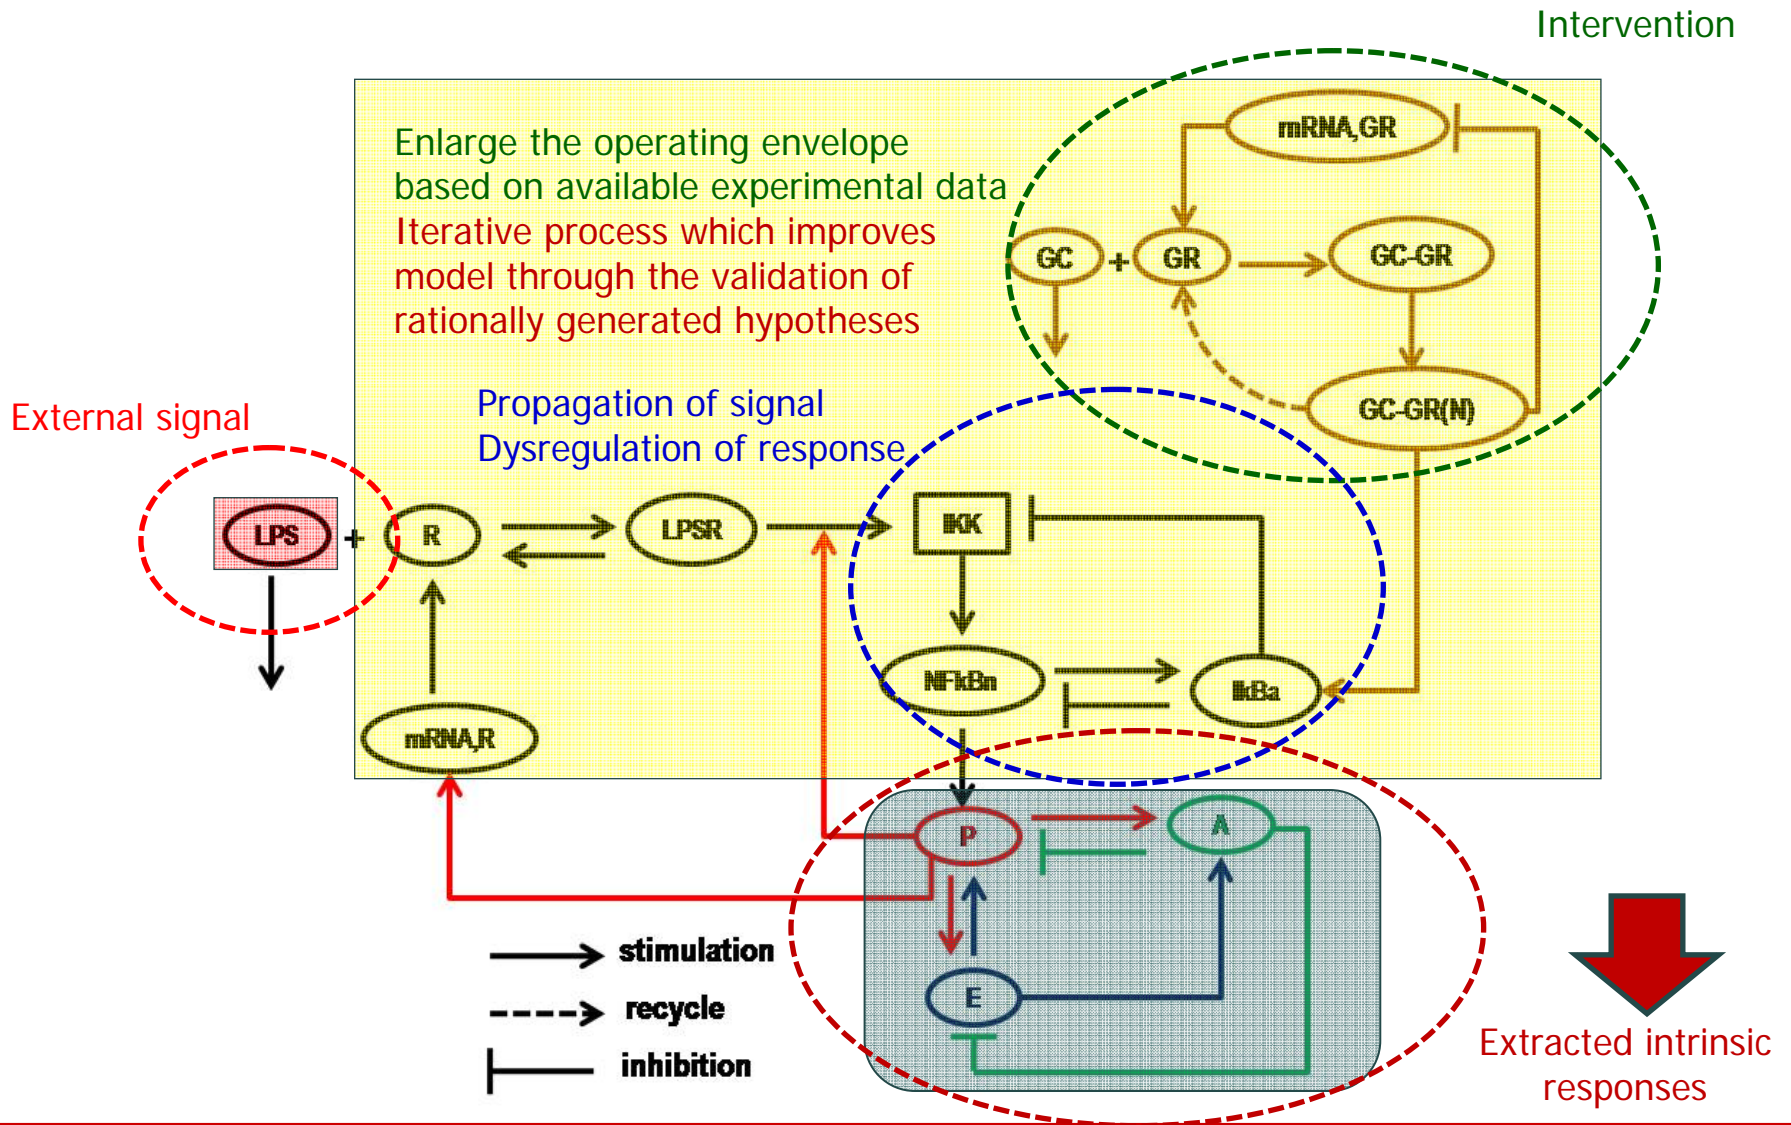 Intervention
Enlarge the operating envelope
based on available experimental data
Iterative process which improves
model through the validation of
rationally generated hypotheses
mRNA,GR
GC + GR
GC-GR
GC-GR(N)
External signal
Propagation of signal
Dysregulation of response
LPS + R
LPSR
IKK
NFkBn
IkBa
mRNA,R
P
A
E
stimulation
recycle
inhibition
Extracted intrinsic
responses